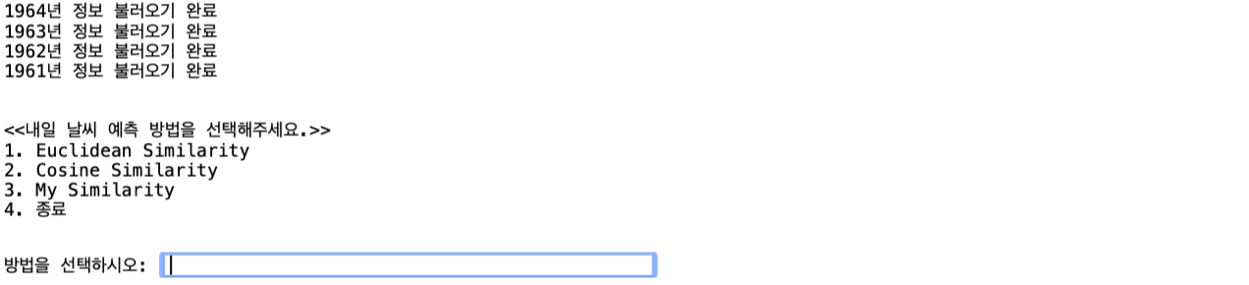 1964년 정보 불러오기 완료
1963년 정보 불러오기 완료
1962년 정보 불러오기 완료
1961년 정보 불러오기 완료
<<내일 날씨 예측 방법을 선택해주세요.>>
1. Euclidean Similarity
2. Cosine Similarity
3. My Similarity
4. 종료
방법을 선택하시오: